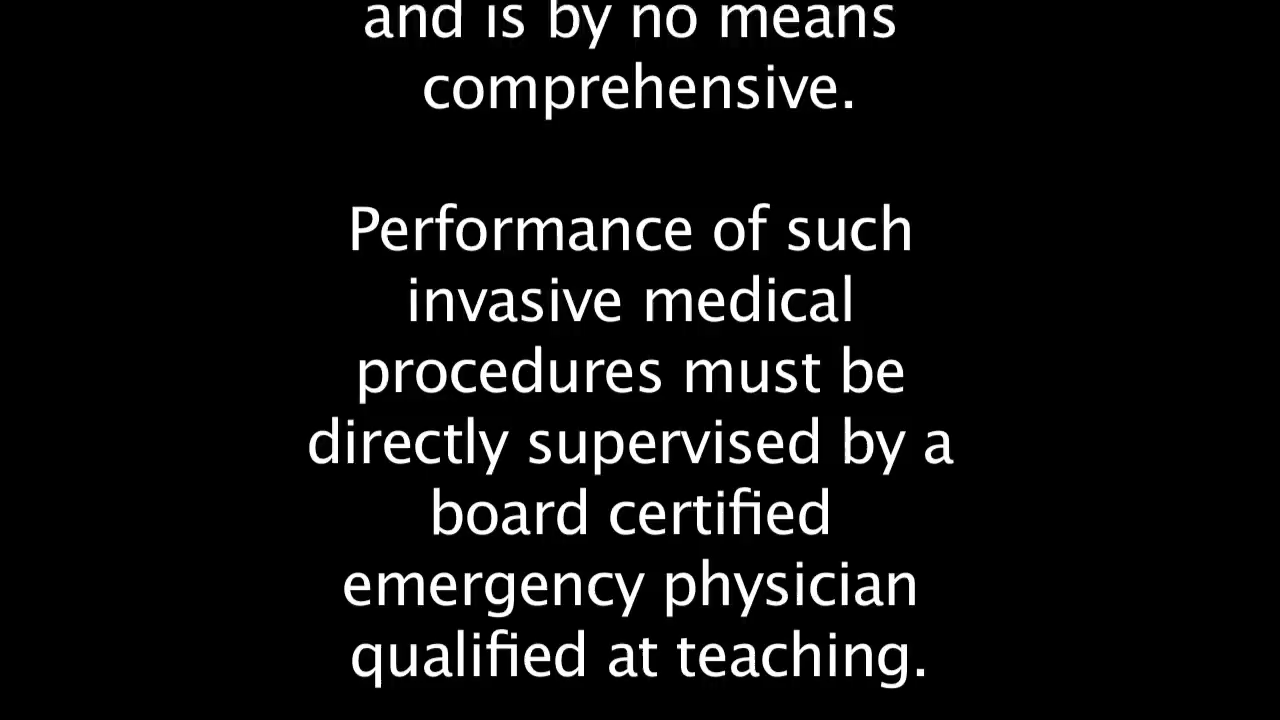 and is by no means
comprehensive.
Performance of such
invasive medical
procedures must be
directly supervised by a
board certified
emergency physician
qualified at teaching.